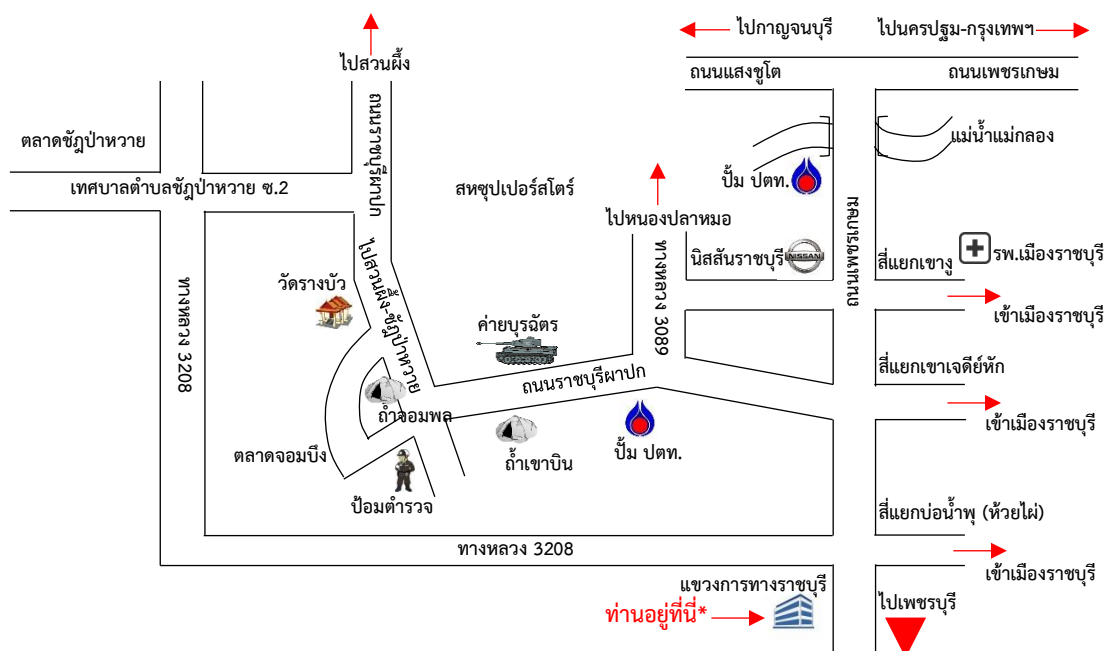 ไปกาญจนบุรี
ไปนครปฐม-กรุงเทพฯ
ไปสวนผึ้ง
ถนนแสงชูโต
ถนนเพชรเกษม
ถนนราชบุรีผาปก
ตลาดชัฎป่าหวาย
แม่น้ำแม่กลอง
ปั้ม ปตท.
เทศบาลตำบลชัฎป่าหวาย ซ.2
สหซุปเปอร์สโตร์
ไปหนองปลาหมอ
ถนนเพชรเกษม
นิสสันราชบุรี
NISSAN
สี่แยกเขางู
รพ.เมืองราชบุรี
วัดรางบัว
ไปสวนผึ้ง-ชัฏป่าหวาย
ทางหลวง 3089
ทางหลวง 3208
เข้าเมืองราชบุรี
ค่ายบุรฉัตร
สี่แยกเขาเจดีย์หัก
ถนนราชบุรีผาปก
ถ้ำจอมพล
เข้าเมืองราชบุรี
ตลาดจอมบึง
ถ้ำเขาบิน
ปั้ม ปตท.
ป้อมตำรวจ
สี่แยกบ่อน้ำพุ (ห้วยไผ่)
ทางหลวง 3208
เข้าเมืองราชบุรี
แขวงการทางราชบุรี
ไปเพชรบุรี
ท่านอยู่ที่นี่*